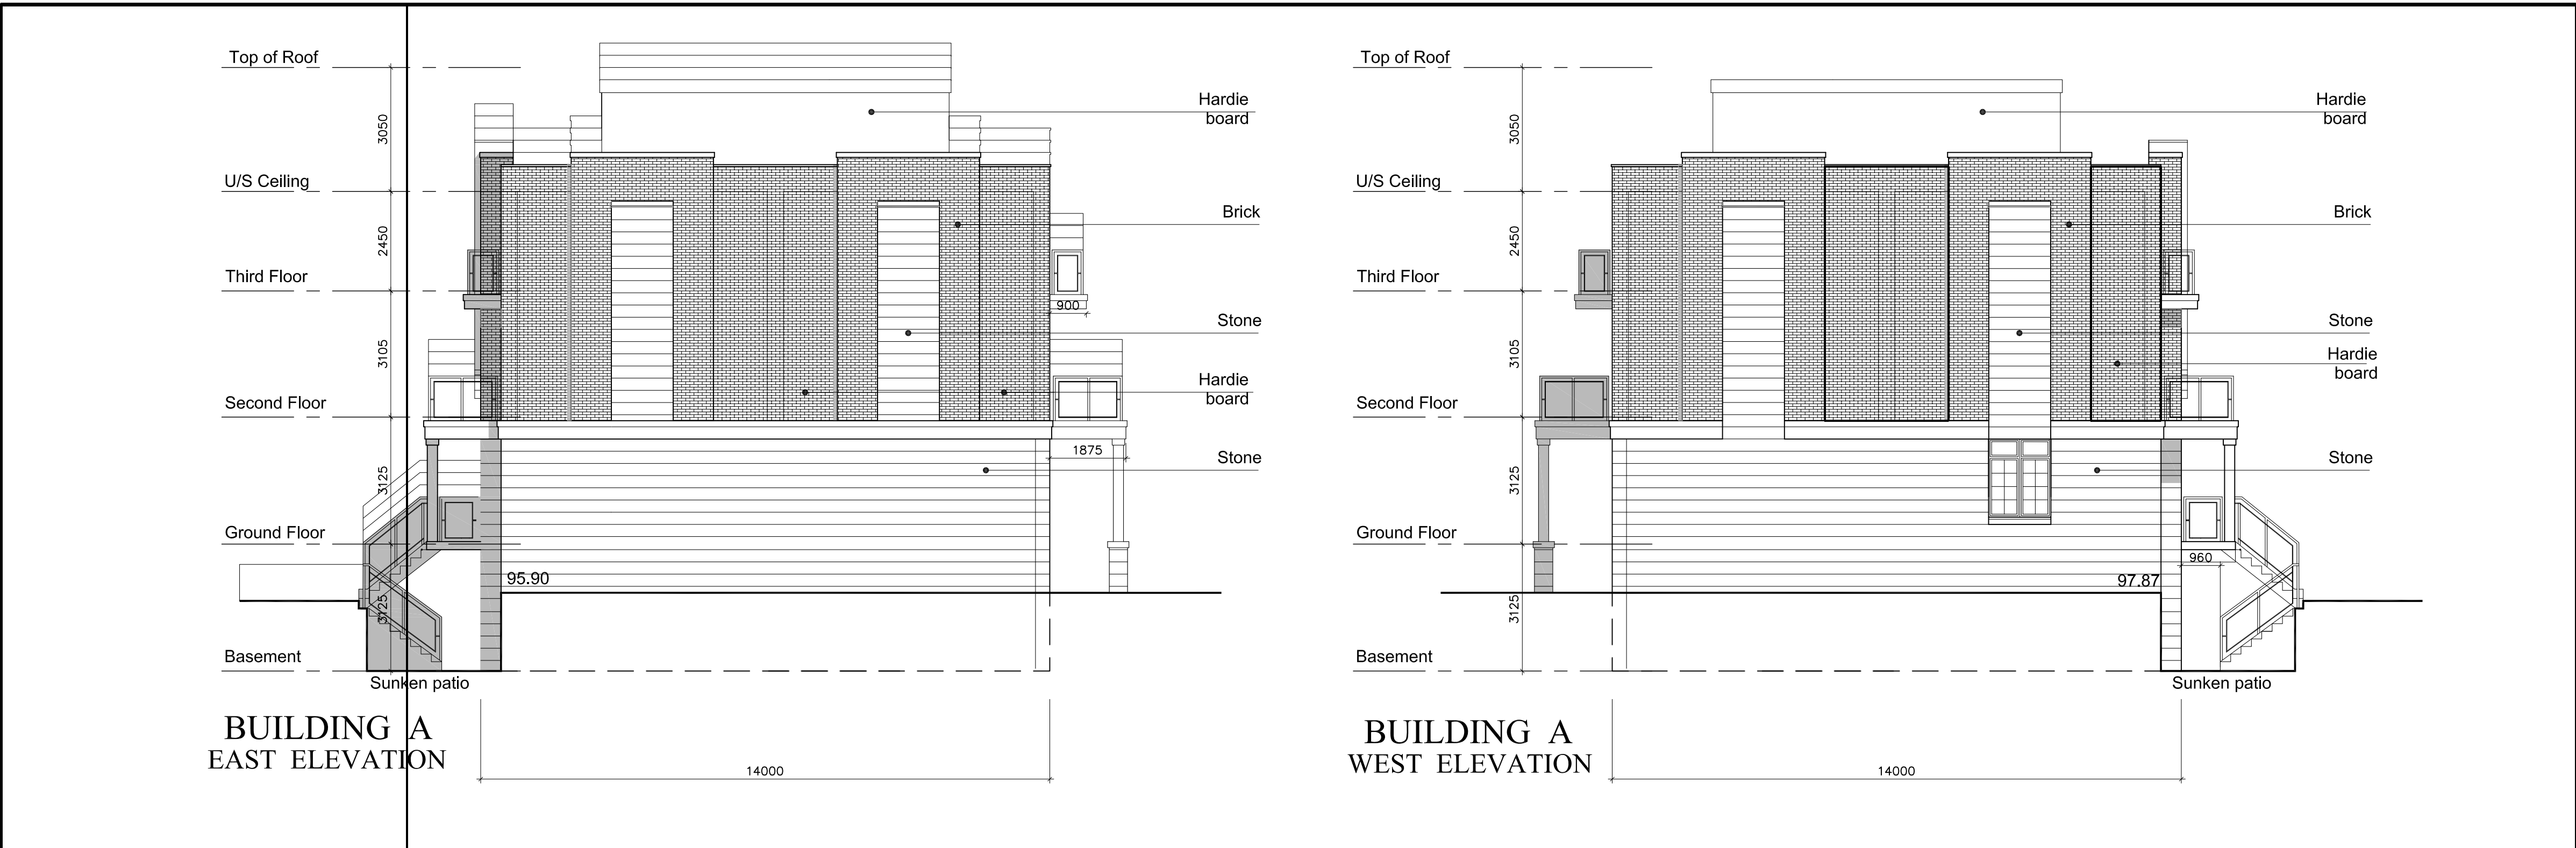 Top of Roof
3050
U/S Ceiling
2450
Third Floor
3105
Second Floor
3125
Ground Floor
3125
Basement
Hardie
board
Brick
900
Stone
Hardie
board
1875
Stone
95.90
Sunken patio
BUILDING A
EAST ELEVATION
14000
Top of Roof
3050
U/S Ceiling
2450
Third Floor
3105
Second Floor
3125
Ground Floor
3125
Basement
Hardie
board
Brick
Stone
Hardie
board
Stone
960
97.87
Sunken patio
BUILDING A
WEST ELEVATION
14000